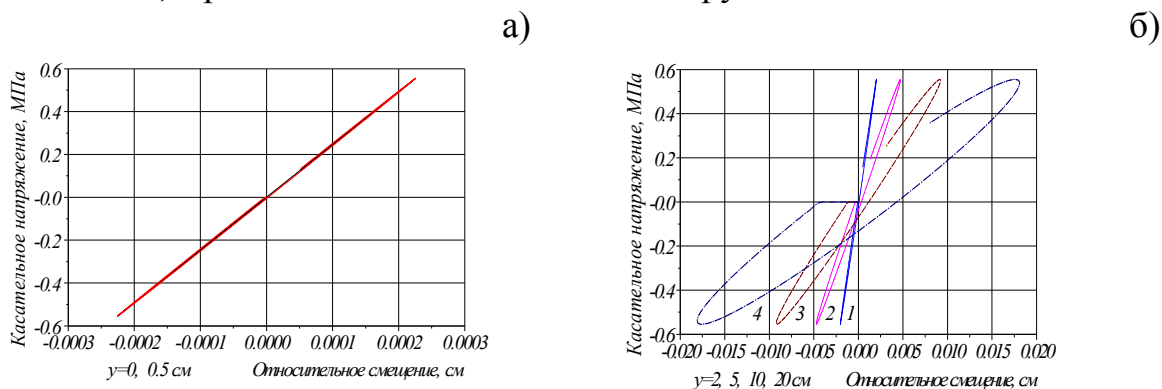 а) б)
Касательное напряжение, МПа
0.6
0.4
0.2
-0.0
-0.2
-0.4
-0.6
-0.0003 -0.0002 -0.0001 0.0000 0.0001 0.0002 0.0003
y=0, 0.5 см Относительное смещение, см
Касательное напряжение, МПа
0.6
0.4
0.2
-0.0
-0.2
-0.4
-0.6
4 3 2 1
-0.020 -0.015 -0.010 -0.005 0.000 0.005 0.010 0.015 0.020
y=2, 5, 10, 20 см Относительное смещение, см